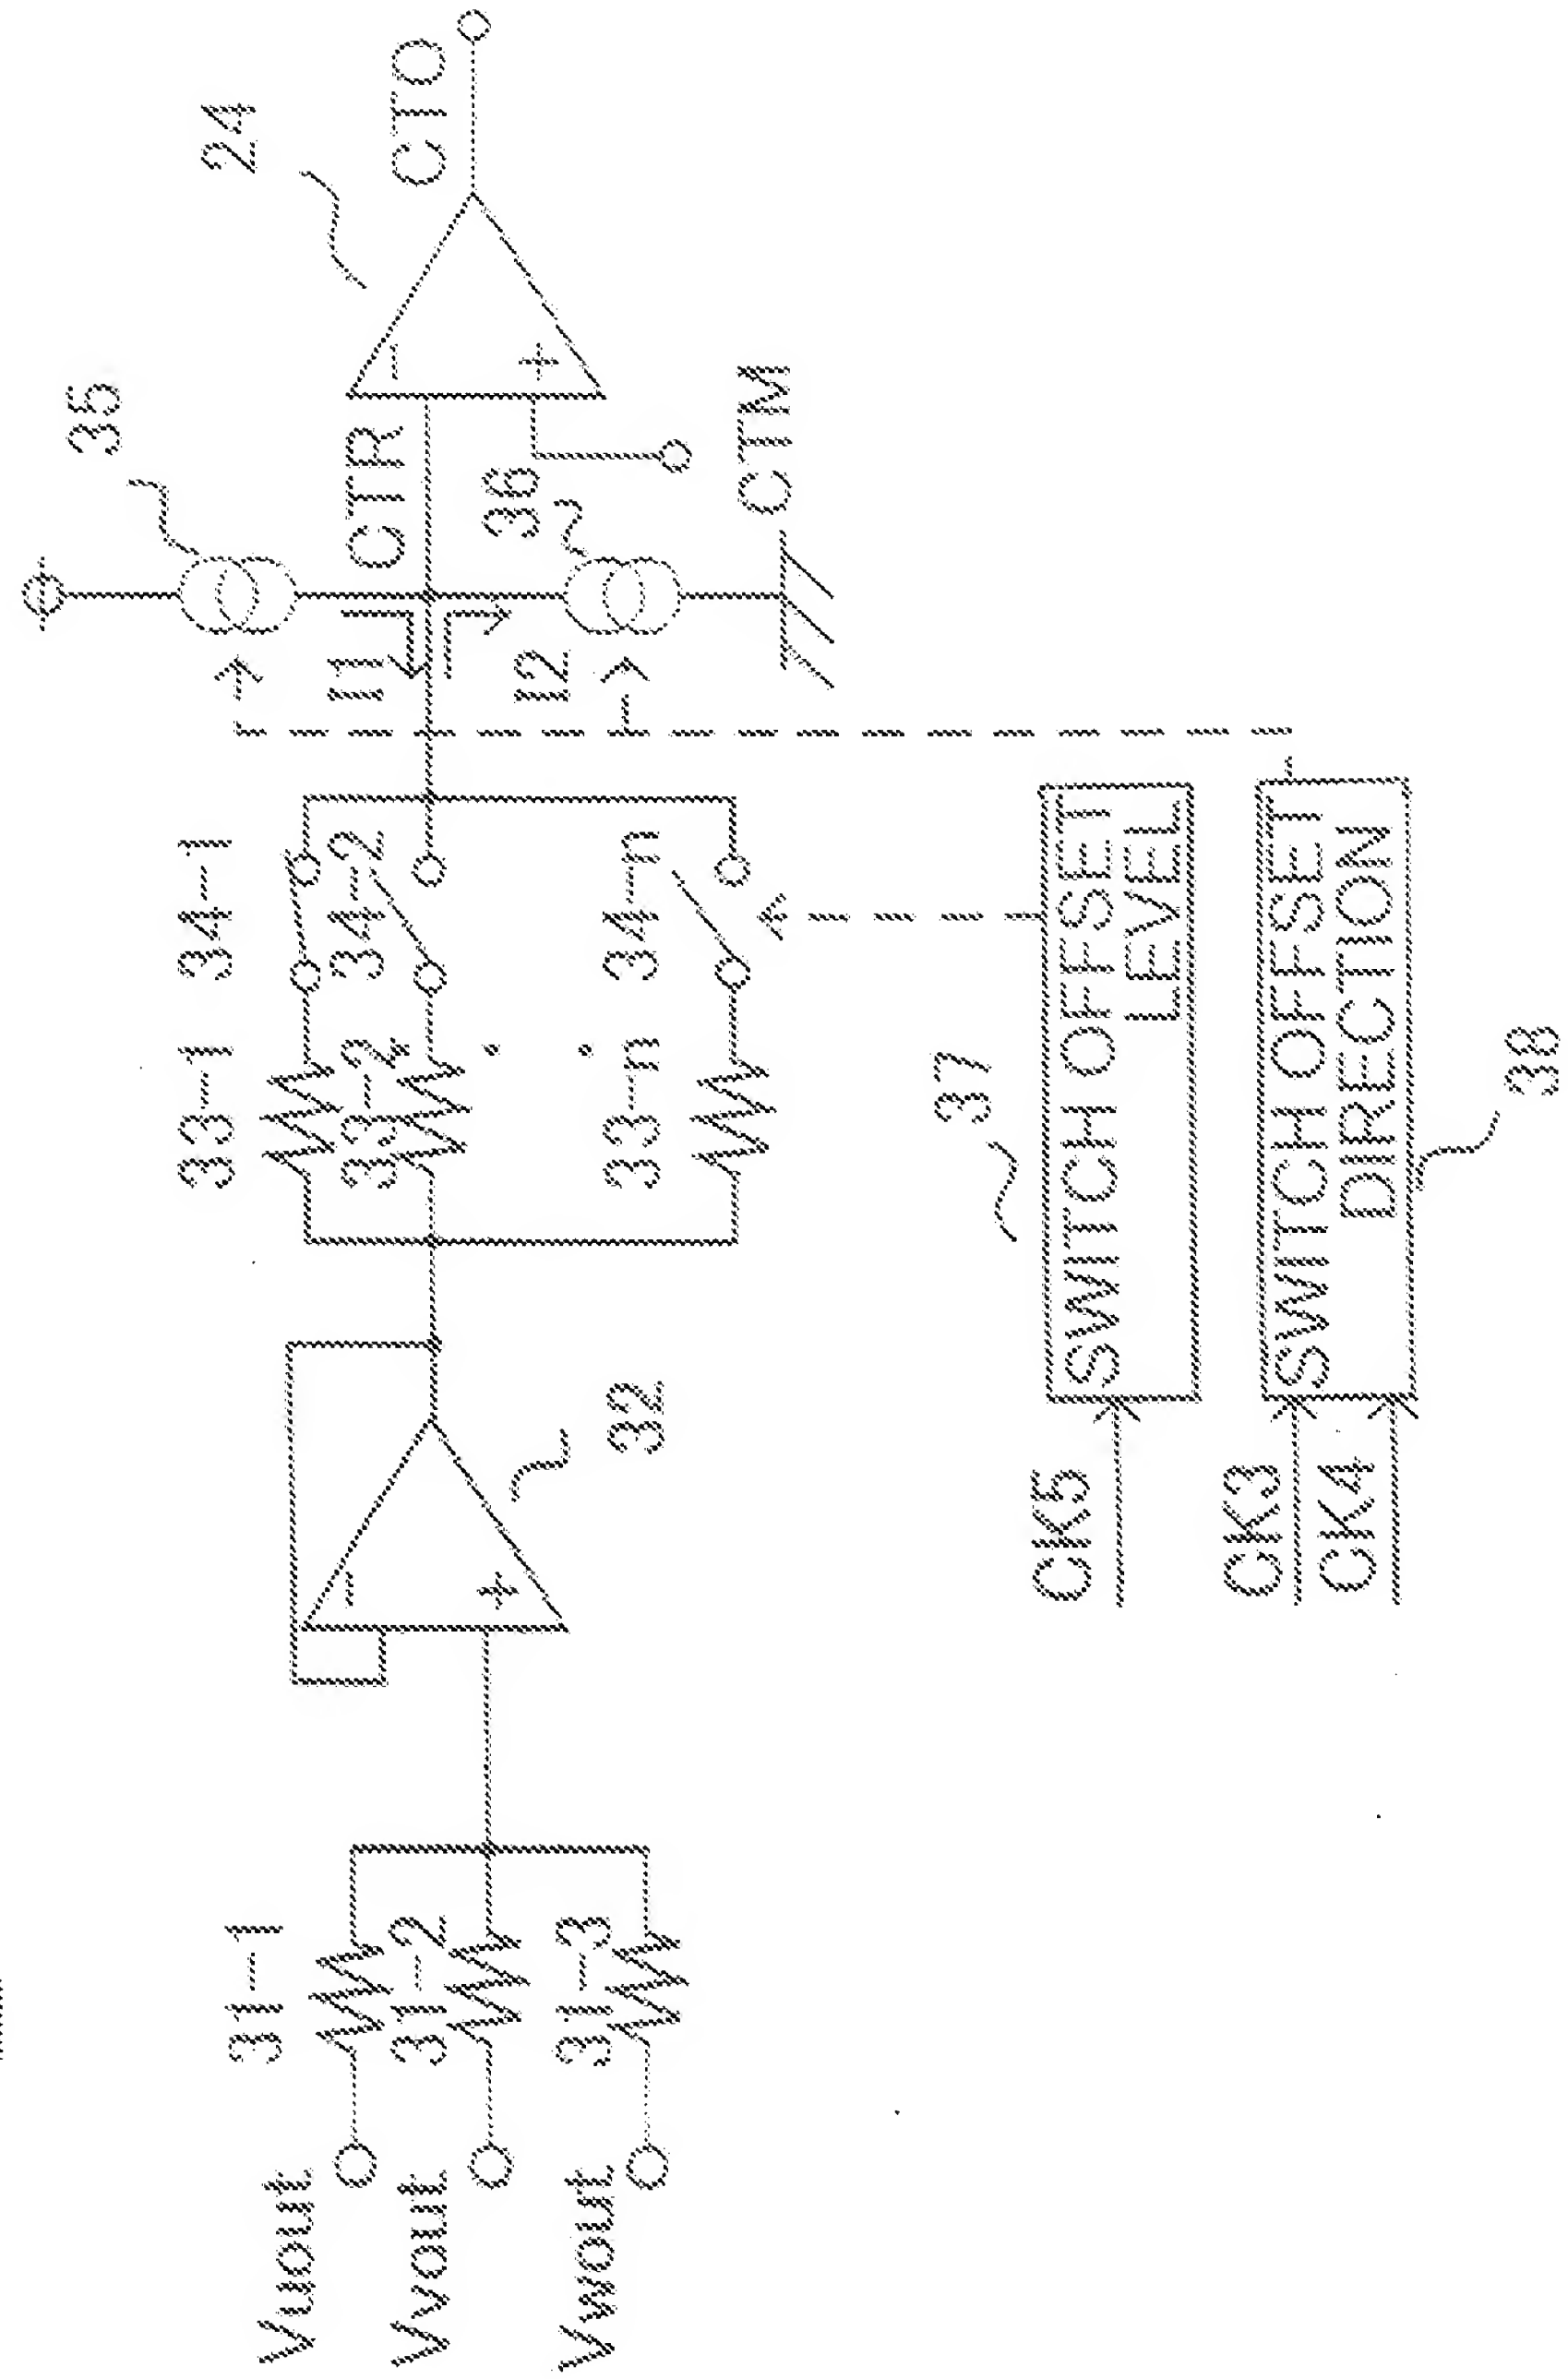 Vuout
Vvout
Vwout
31-1
31-2
31-3
−
+
32
33-1
33-2
33-n
34-1
34-2
34-n
35
I1
CTR
I2
36
CTM
−
+
24
CTO
37
SWITCH OFFSET
LEVEL
SWITCH OFFSET
DIRECTION
38
CK5
CK3
CK4